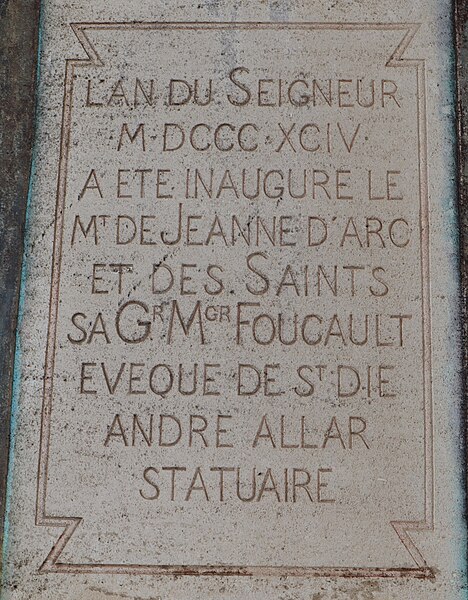 L'AN DU SEIGNEUR
M·DCCC·XCIV·
A ETE INAUGURE LE
MT DE JEANNE D'ARC
ET DES SAINTS
SA GR MGR FOUCAULT
EVEQUE DE ST DIE
ANDRE ALLAR
STATUAIRE